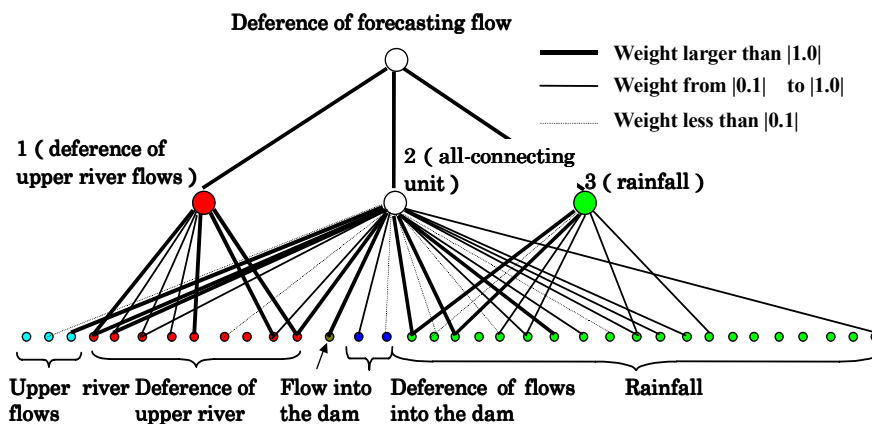 Deference of forecasting flow
Weight larger than |1.0|
Weight from |0.1| to |1.0|
Weight less than |0.1|
1 ( deference of
upper river flows )
2 ( all-connecting
unit )
3 ( rainfall )
Upper river
flows
Deference of
upper river
Flow into
the dam
Deference of flows
into the dam
Rainfall